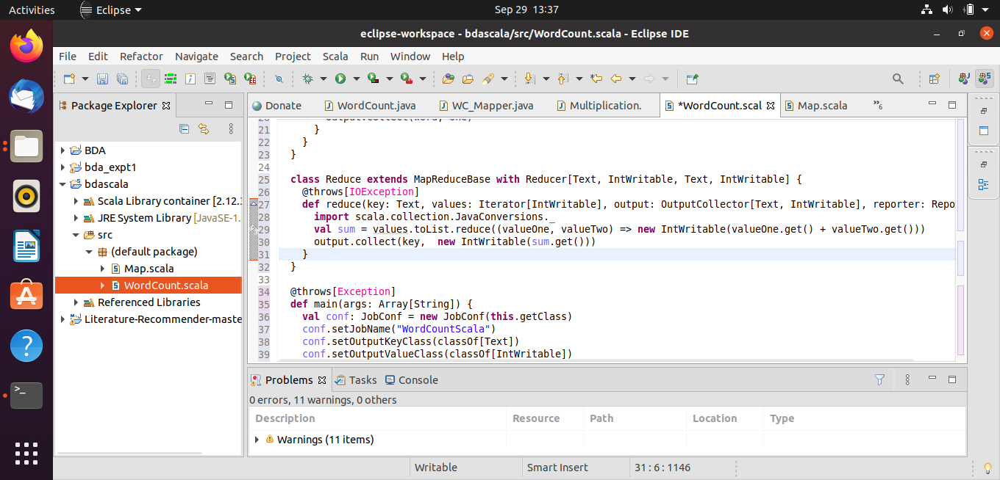 Activities Eclipse Sep 29 13:37
eclipse-workspace - bdascala/src/WordCount.scala - Eclipse IDE
File Edit Refactor Navigate Search Project Scala Run Window Help
Package Explorer
BDA
bda_expt1
bdascala
Scala Library container [2.12.3
JRE System Library [JavaSE-1.
src
(default package)
Map.scala
WordCount.scala
Referenced Libraries
Literature-Recommender-maste
Donate WordCount.java WC_Mapper.java Multiplication. *WordCount.scal Map.scala »6
20 output.collect(word, one)
21 }
22 }
23 }
24
25 class Reduce extends MapReduceBase with Reducer[Text, IntWritable, Text, IntWritable] {
26 @throws[IOException]
27 def reduce(key: Text, values: Iterator[IntWritable], output: OutputCollector[Text, IntWritable], reporter: Repo
28 import scala.collection.JavaConversions._
29 val sum = values.toList.reduce((valueOne, valueTwo) => new IntWritable(valueOne.get() + valueTwo.get()))
30 output.collect(key,  new IntWritable(sum.get()))
31 }
32 }
33
34 @throws[Exception]
35 def main(args: Array[String]) {
36 val conf: JobConf = new JobConf(this.getClass)
37 conf.setJobName("WordCountScala")
38 conf.setOutputKeyClass(classOf[Text])
39 conf.setOutputValueClass(classOf[IntWritable])
Problems Tasks Console
0 errors, 11 warnings, 0 others
Description Resource Path Location Type
Warnings (11 items)
Writable Smart Insert 31 : 6 : 1146